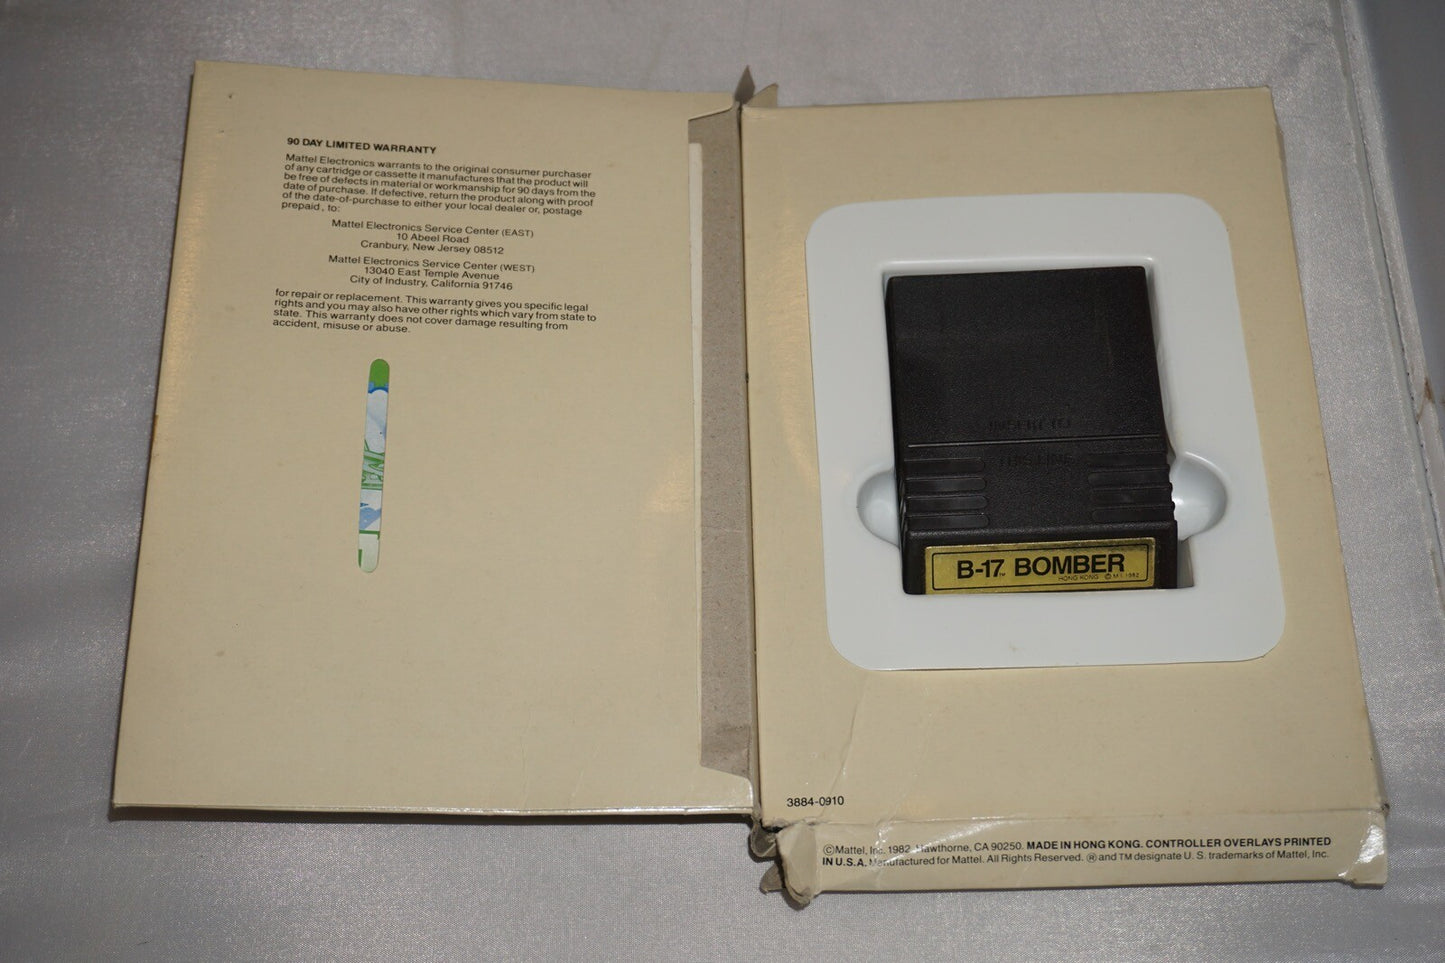 90 DAY LIMITED WARRANTY
Mattel Electronics warrants to the original consumer purchaser
of any cartridge or cassette it manufactures that the product will
be free of defects in material or workmanship for 90 days from the
date of purchase. If defective, return the product along with proof
of the date-of-purchase to either your local dealer or, postage
prepaid, to:
Mattel Electronics Service Center (EAST)
10 Abeel Road
Cranbury, New Jersey 08512
Mattel Electronics Service Center (WEST)
13040 East Temple Avenue
City of Industry, California 91746
for repair or replacement. This warranty gives you specific legal
rights and you may also have other rights which vary from state to
state. This warranty does not cover damage resulting from
accident, misuse or abuse.
INSERT TO
THIS LINE
B-17™ BOMBER
HONG KONG © M.I. 1982
3884-0910
©Mattel, Inc. 1982. Hawthorne, CA 90250. MADE IN HONG KONG. CONTROLLER OVERLAYS PRINTED
IN U.S.A. Manufactured for Mattel. All Rights Reserved. ® and TM designate U.S. trademarks of Mattel, Inc.